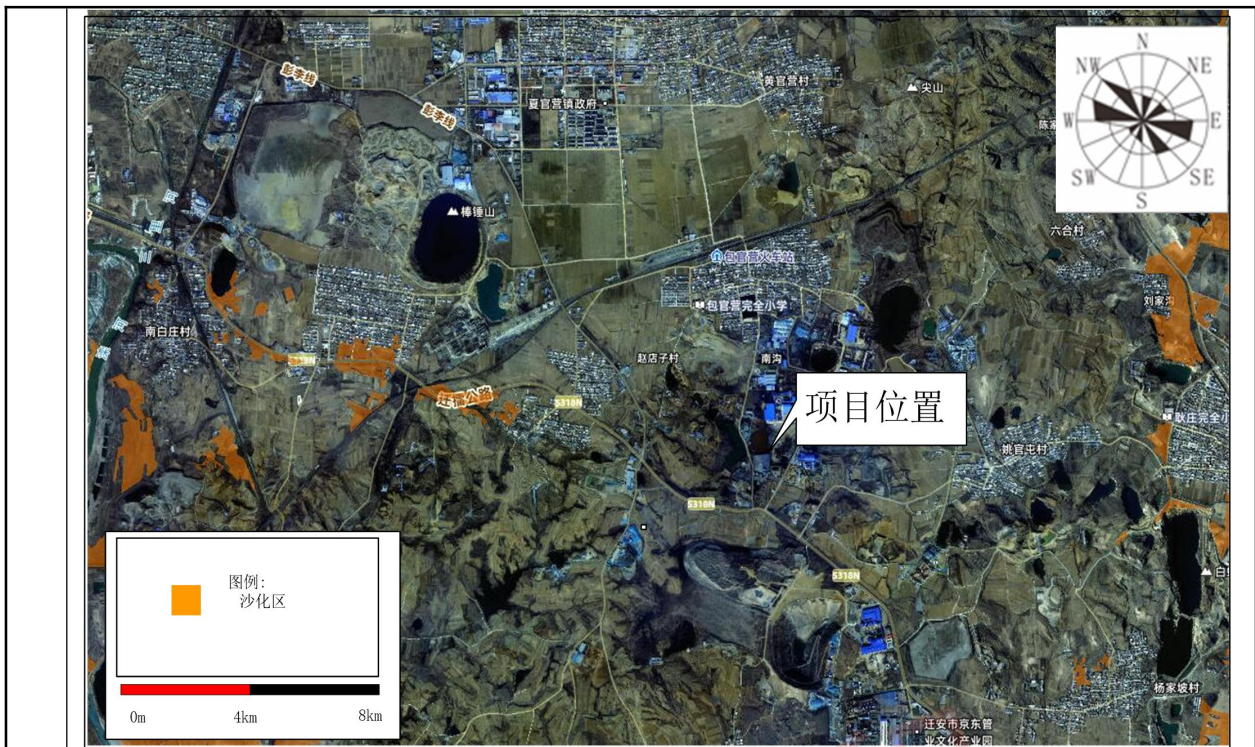 彭李线
彭李线
夏官营镇政府
黄官营村
尖山
陈家
N
NW
NE
W
E
SW
SE
S
棒锤山
六合村
包官营火车站
包官营完全小学
刘家沟
南白庄村
赵店子村
南沟
迁擂公路
S318N
项目位置
耿庄完全小
姚官屯村
S318N
S318N
白
杨家坡村
迁安市京东管
业文化产业园
图例:
沙化区
0m
4km
8km